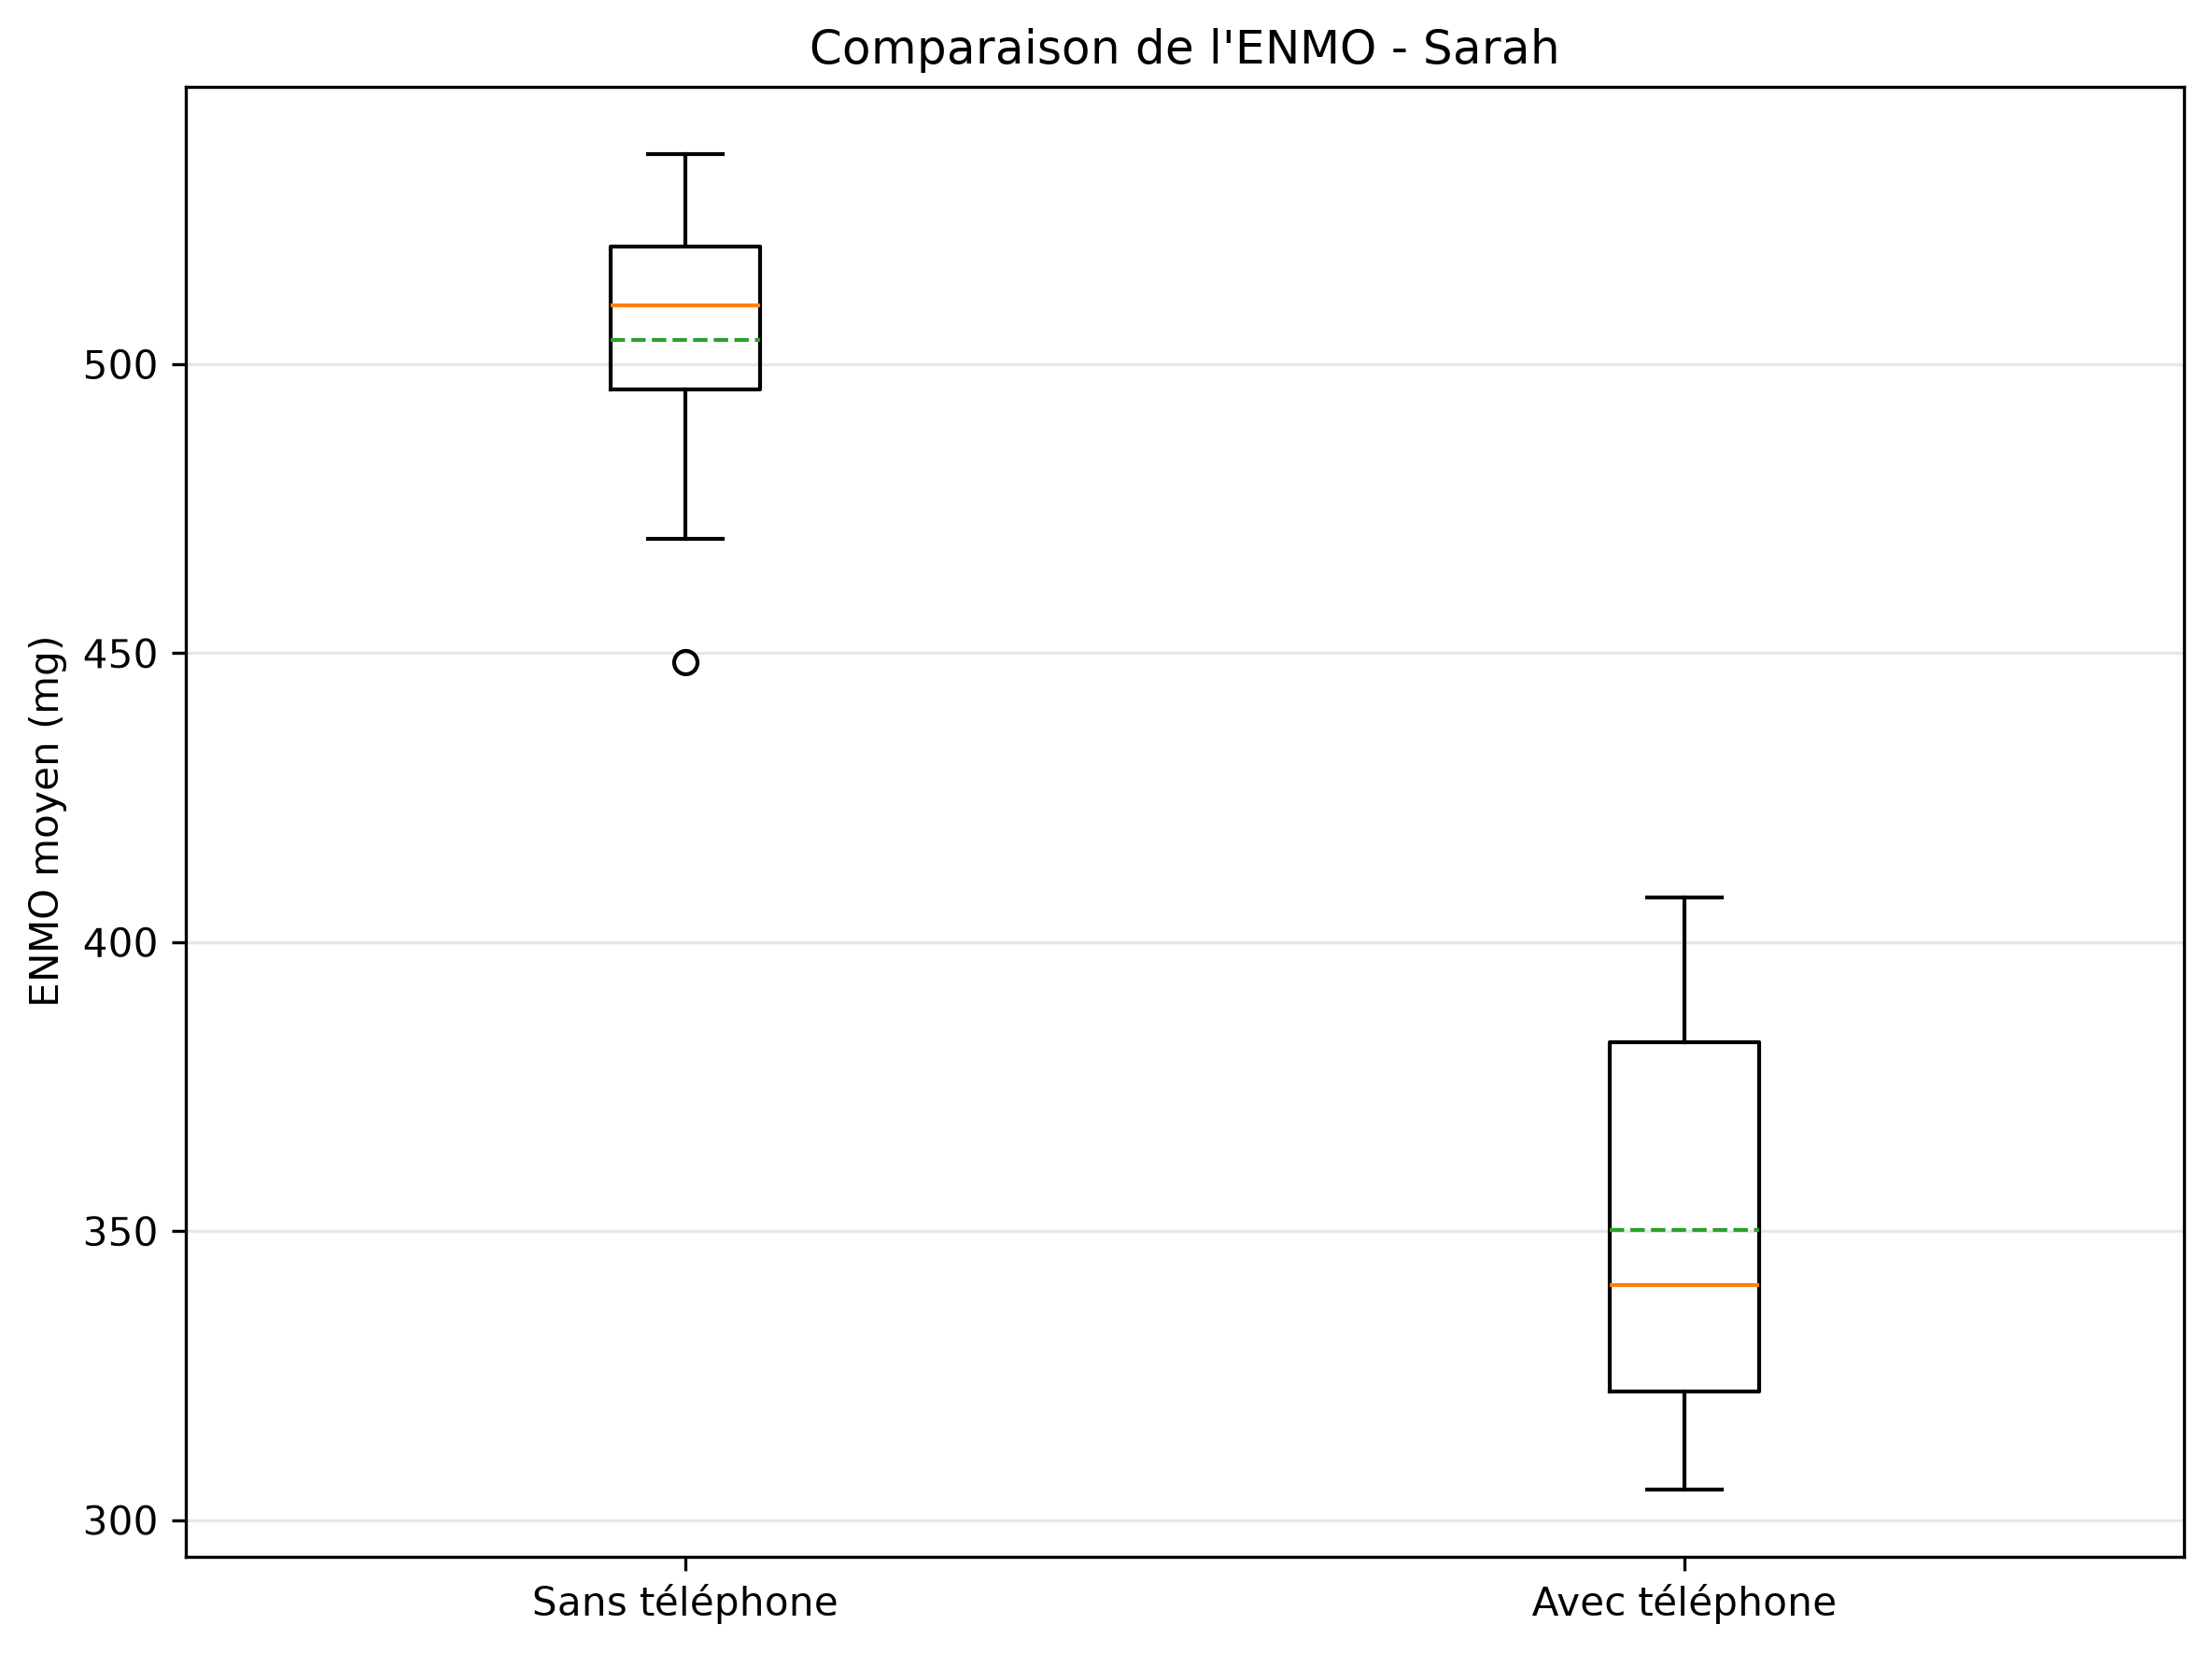 Comparaison de l'ENMO - Sarah
ENMO moyen (mg)
500
450
400
350
300
Sans téléphone
Avec téléphone